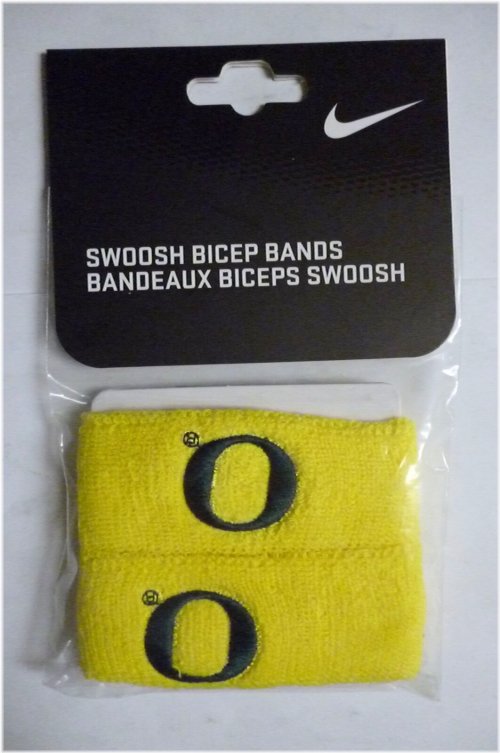 SWOOSH BICEP BANDS
BANDEAUX BICEPS SWOOSH
® O
® O